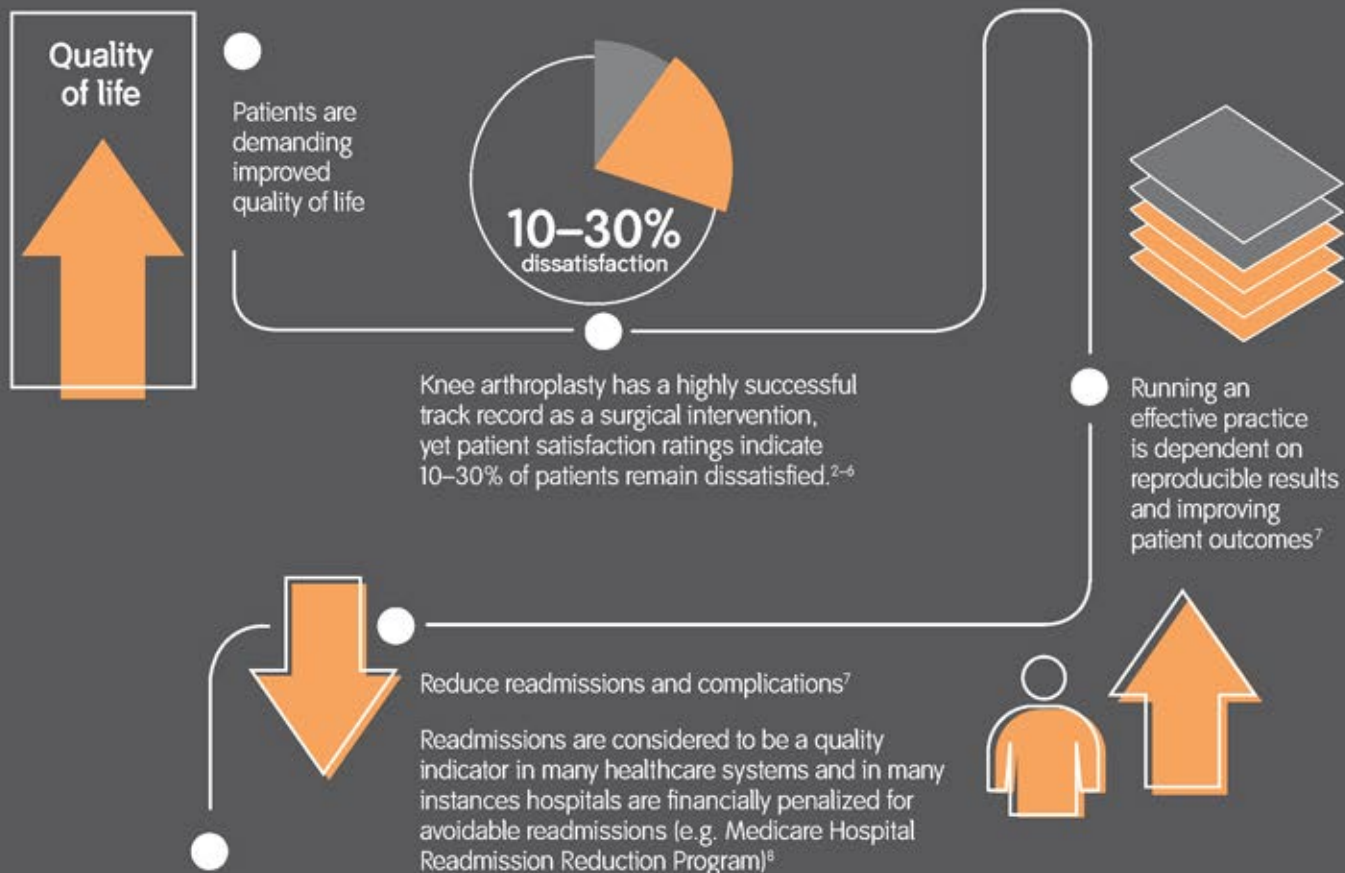 Quality
of life
Patients are
demanding
improved
quality of life
10–30%
dissatisfaction
Knee arthroplasty has a highly successful
track record as a surgical intervention,
yet patient satisfaction ratings indicate
10–30% of patients remain dissatisfied.²⁻⁶
Running an
effective practice
is dependent on
reproducible results
and improving
patient outcomes⁷
Reduce readmissions and complications⁷
Readmissions are considered to be a quality
indicator in many healthcare systems and in many
instances hospitals are financially penalized for
avoidable readmissions (e.g. Medicare Hospital
Readmission Reduction Program)⁸